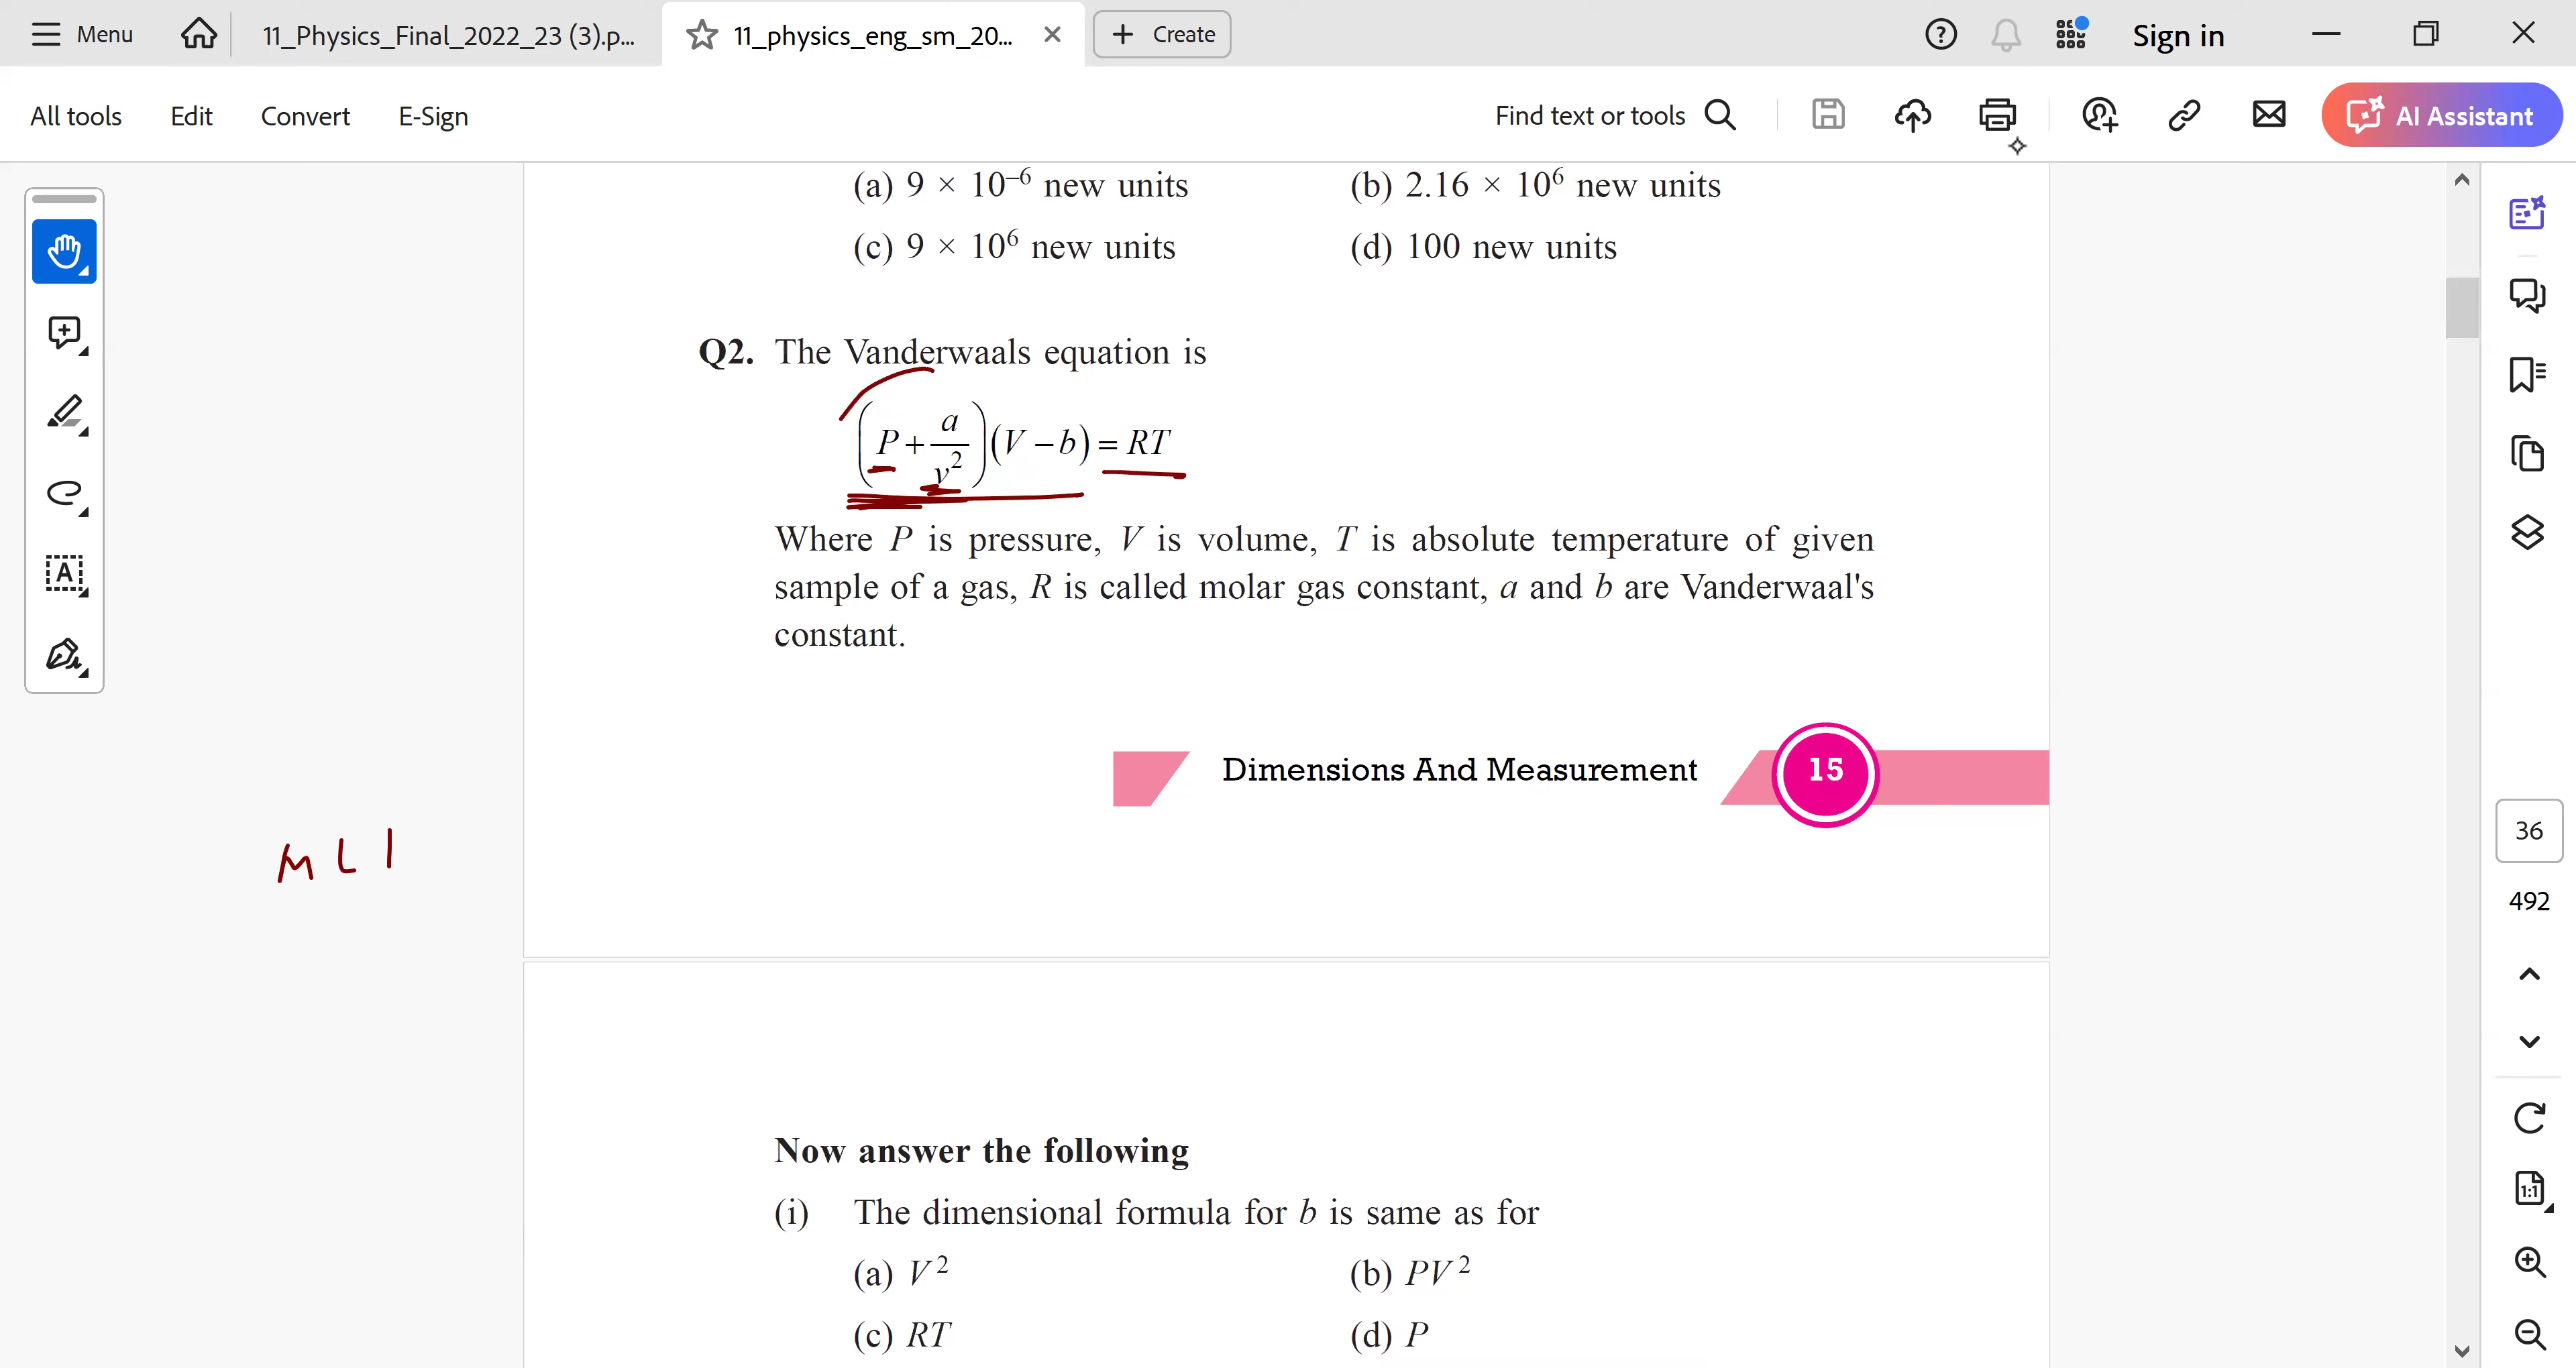 Menu
11_Physics_Final_2022_23 (3).p...
11_physics_eng_sm_20...
Create
Sign in
All tools
Edit
Convert
E-Sign
Find text or tools
AI Assistant
(a) 9 × 10⁻⁶ new units (b) 2.16 × 10⁶ new units
(c) 9 × 10⁶ new units (d) 100 new units
Q2. The Vanderwaals equation is
(P + a/v²)(V − b) = RT
Where P is pressure, V is volume, T is absolute temperature of given
sample of a gas, R is called molar gas constant, a and b are Vanderwaal's
constant.
Dimensions And Measurement 15
M L
36
492
1:1
Now answer the following
(i) The dimensional formula for b is same as for
(a) V² (b) PV²
(c) RT (d) P